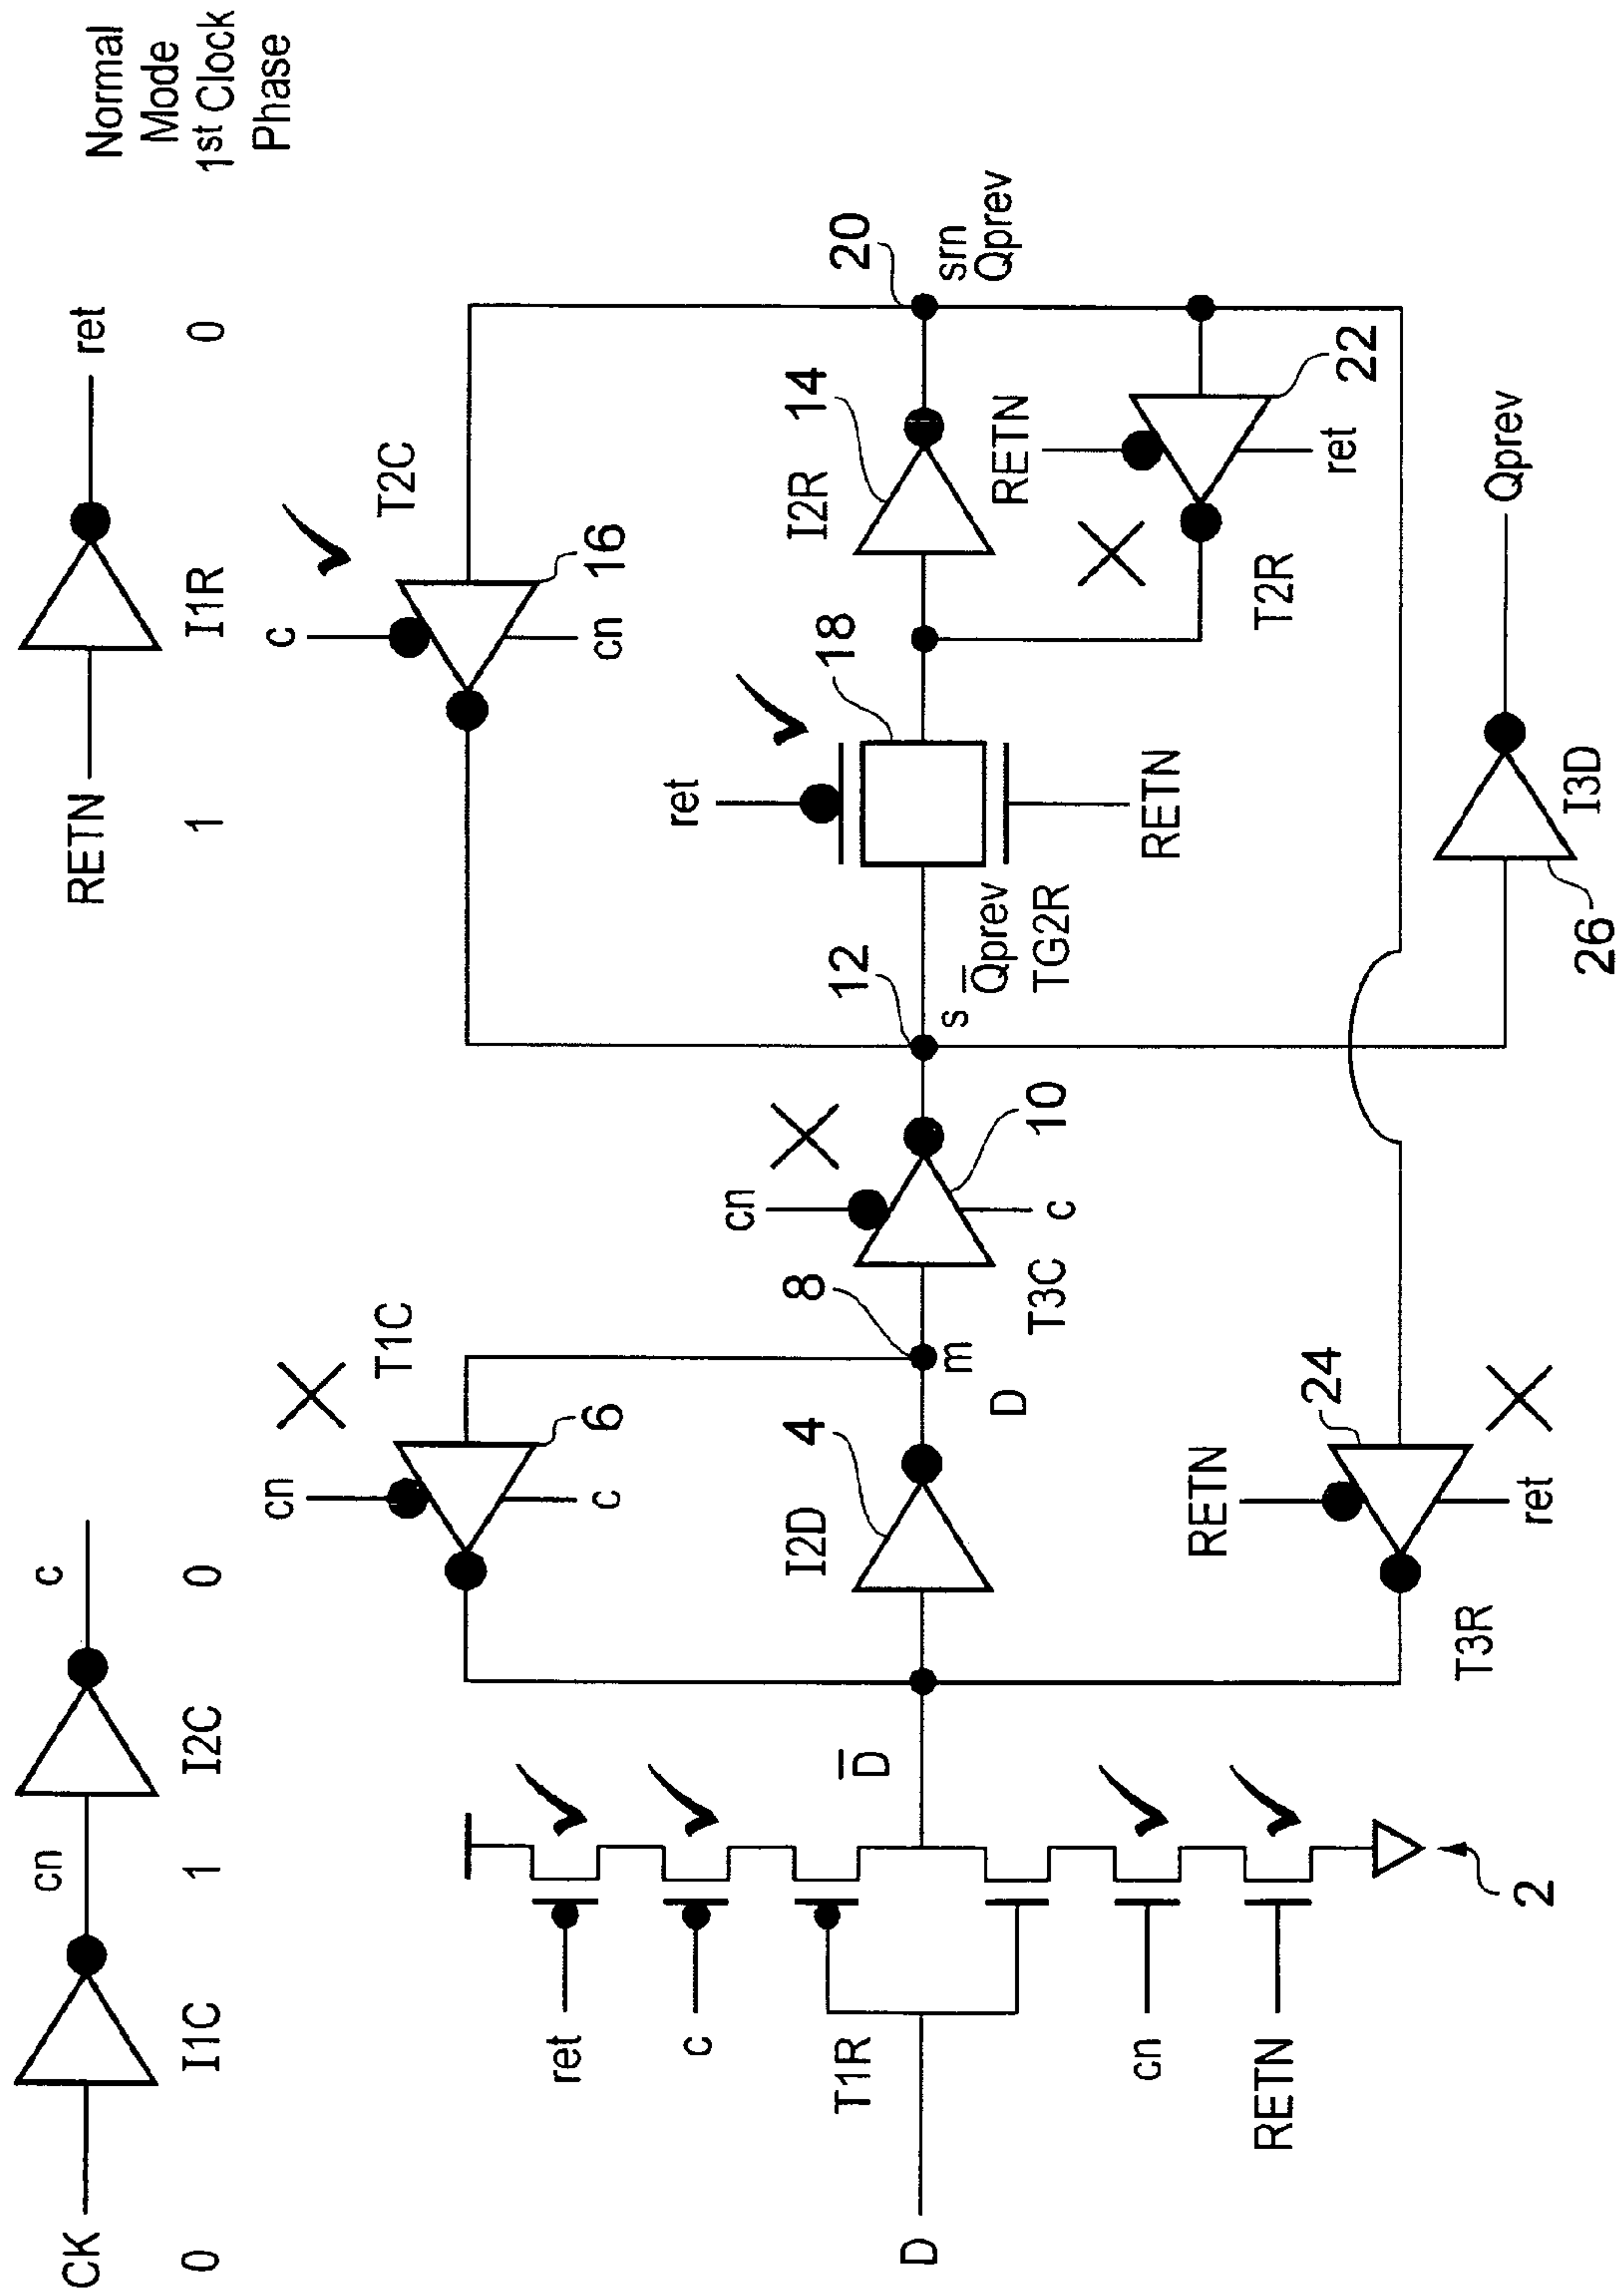 Normal
Mode
1st Clock
Phase
CK
cn
c
0
I1C
1
I2C
0
RETN
ret
1
I1R
0
cn
T1C
c
6
c
T2C
cn
16
ret
c
T1R
cn
RETN
2
D
D̅
I2D
4
8
m
D
cn
T3C
c
10
12
s
Q̅prev
TG2R
ret
18
RETN
I2R
14
20
srn
Qprev
RETN
22
ret
T2R
RETN
24
ret
T3R
26
I3D
Qprev